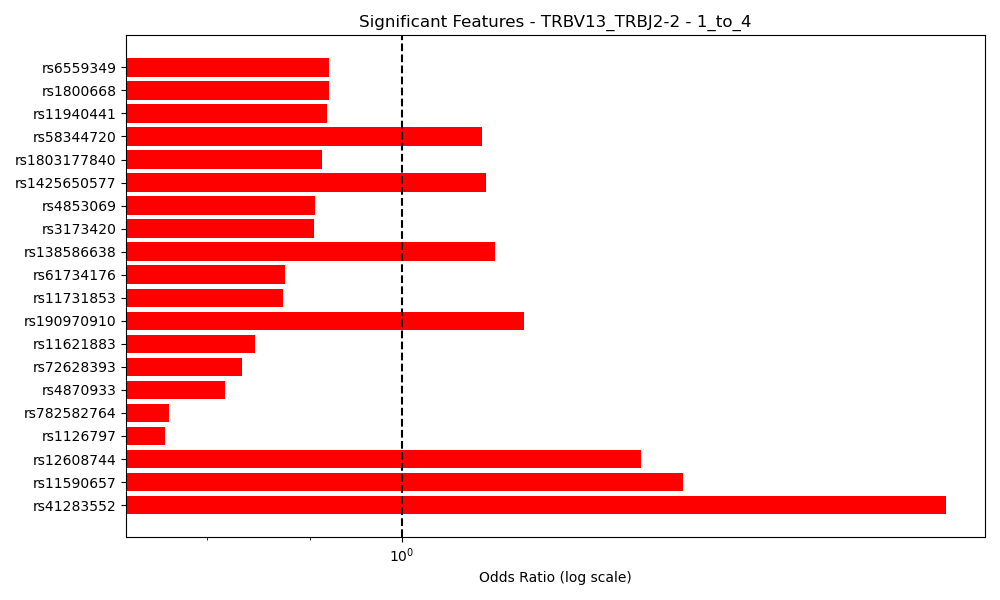 Significant Features - TRBV13_TRBJ2-2 - 1_to_4
rs6559349
rs1800668
rs11940441
rs58344720
rs1803177840
rs1425650577
rs4853069
rs3173420
rs138586638
rs61734176
rs11731853
rs190970910
rs11621883
rs72628393
rs4870933
rs782582764
rs1126797
rs12608744
rs11590657
rs41283552
10⁰
Odds Ratio (log scale)